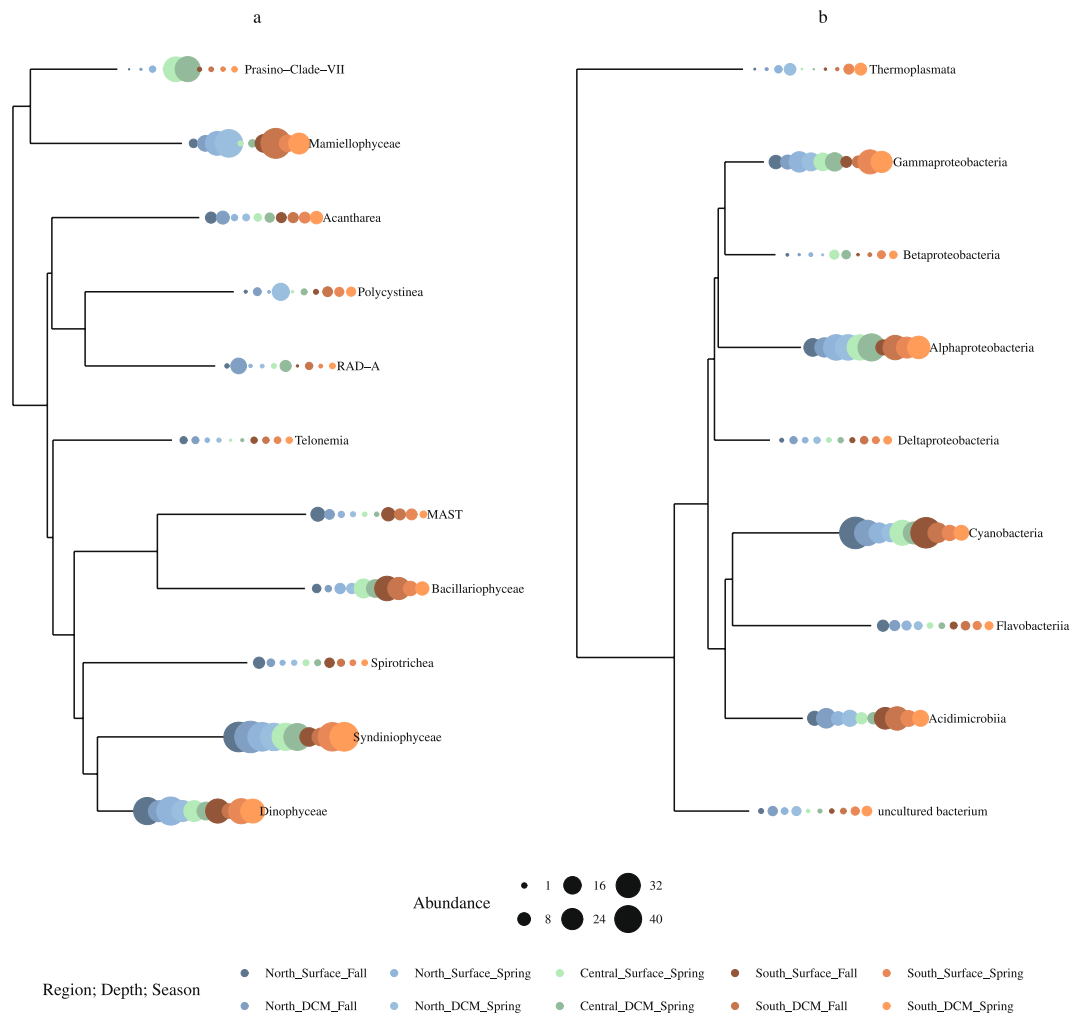 a
b
Prasino–Clade–VII
Mamiellophyceae
Acantharea
Polycystinea
RAD–A
Telonemia
MAST
Bacillariophyceae
Spirotrichea
Syndiniophyceae
Dinophyceae
Thermoplasmata
Gammaproteobacteria
Betaproteobacteria
Alphaproteobacteria
Deltaproteobacteria
Cyanobacteria
Flavobacteriia
Acidimicrobiia
uncultured bacterium
Abundance
1 16 32
8 24 40
Region; Depth; Season
North_Surface_Fall North_Surface_Spring Central_Surface_Spring South_Surface_Fall South_Surface_Spring
North_DCM_Fall North_DCM_Spring Central_DCM_Spring South_DCM_Fall South_DCM_Spring